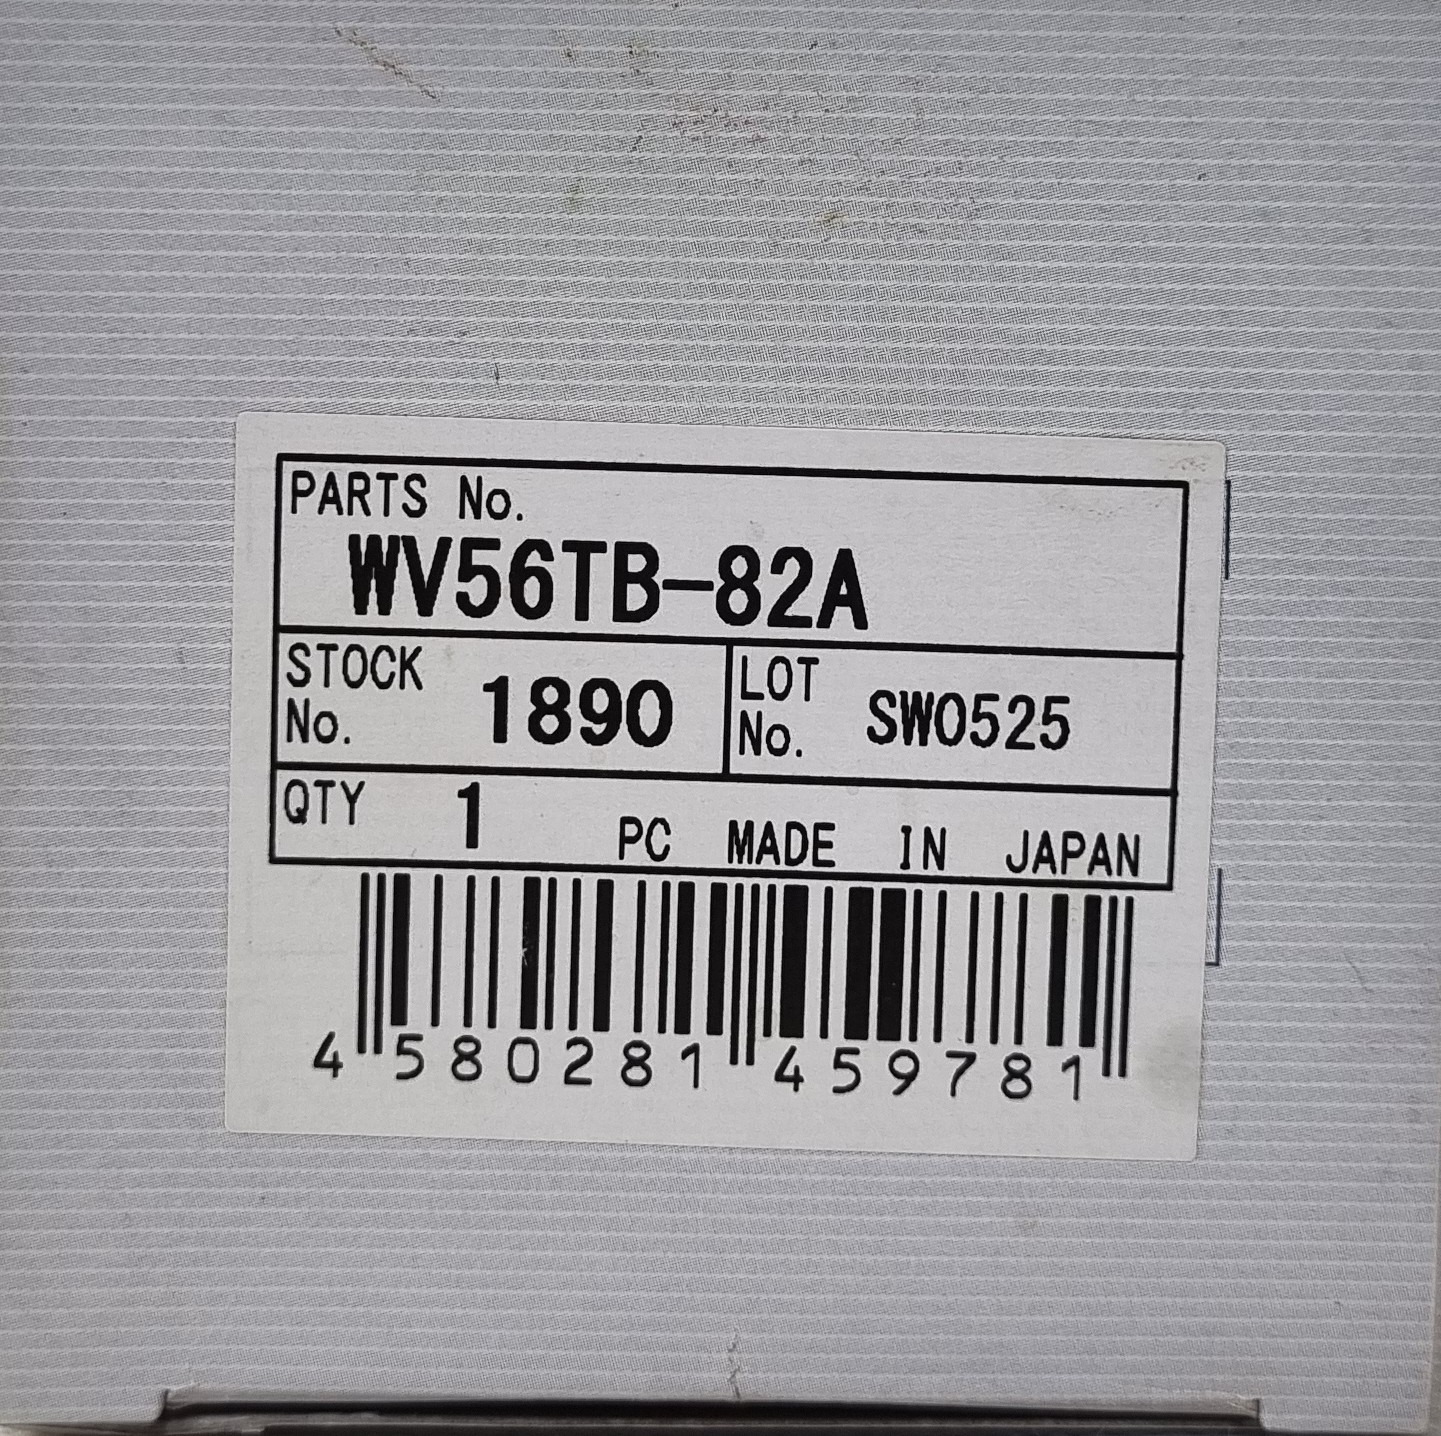 PARTS No.
WV56TB-82A
STOCK No. 1890
LOT No. SW0525
QTY 1 PC MADE IN JAPAN
4 580281 459781